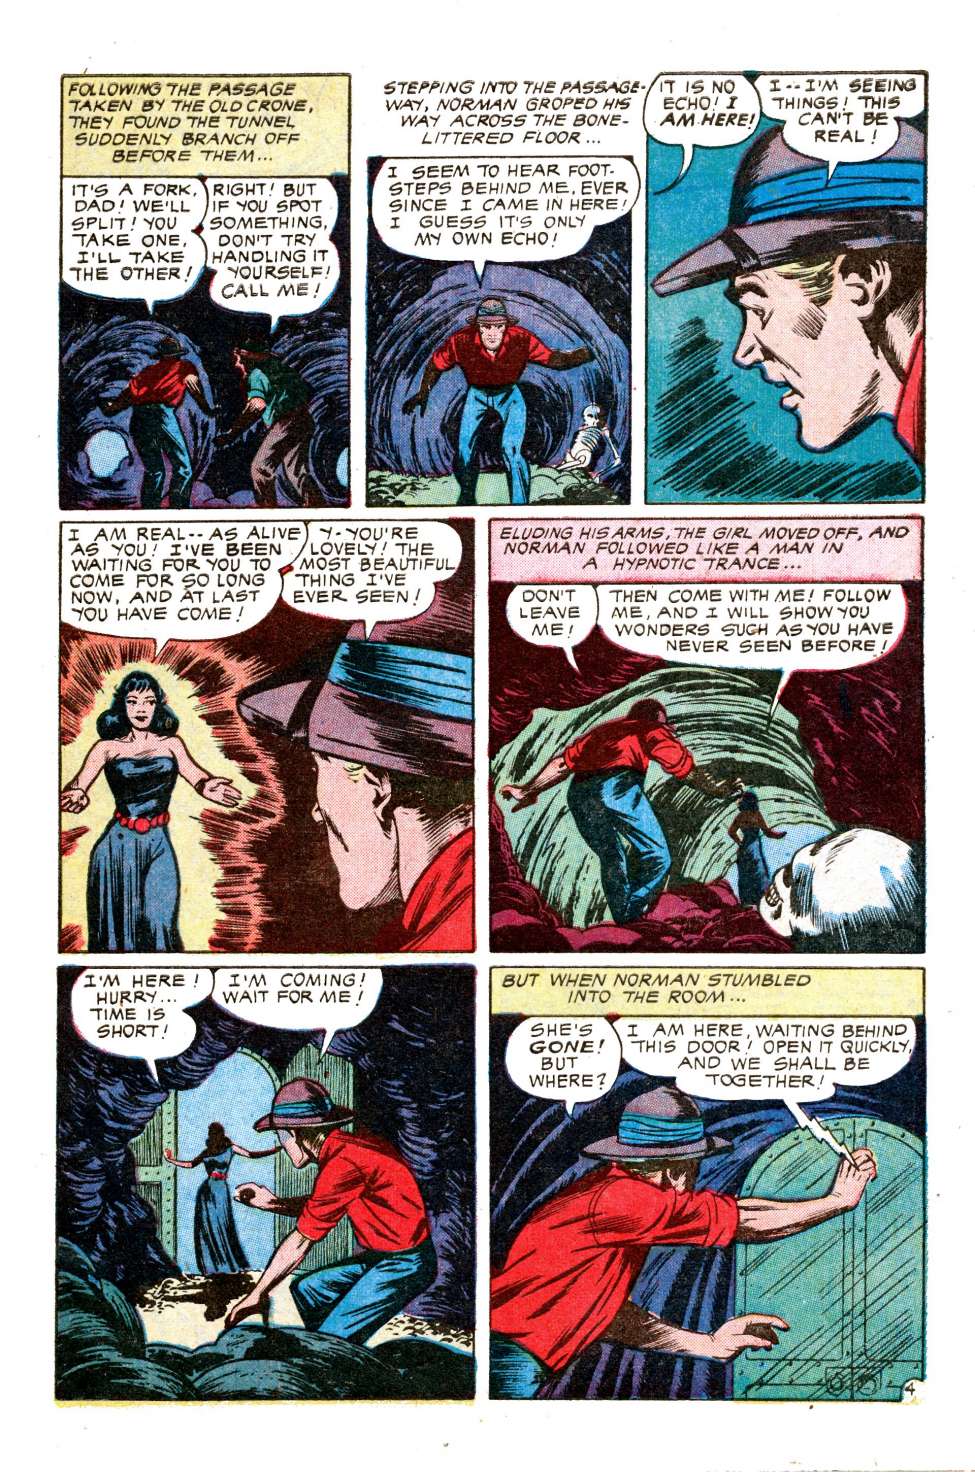 FOLLOWING THE PASSAGE
TAKEN BY THE OLD CRONE,
THEY FOUND THE TUNNEL
SUDDENLY BRANCH OFF
BEFORE THEM...
IT'S A FORK,
DAD! WE'LL
SPLIT! YOU
TAKE ONE,
I'LL TAKE
THE OTHER!
RIGHT! BUT
IF YOU SPOT
SOMETHING,
DON'T TRY
HANDLING IT
YOURSELF!
CALL ME!
STEPPING INTO THE PASSAGE-
WAY, NORMAN GROPED HIS
WAY ACROSS THE BONE-
LITTERED FLOOR...
I SEEM TO HEAR FOOT-
STEPS BEHIND ME, EVER
SINCE I CAME IN HERE!
I GUESS IT'S ONLY
MY OWN ECHO!
IT IS NO
ECHO! I
AM HERE!
I--I'M SEEING
THINGS! THIS
CAN'T BE
REAL!
I AM REAL--AS ALIVE
AS YOU! I'VE BEEN
WAITING FOR YOU TO
COME FOR SO LONG
NOW, AND AT LAST
YOU HAVE COME!
Y-YOU'RE
LOVELY! THE
MOST BEAUTIFUL
THING I'VE
EVER SEEN!
ELUDING HIS ARMS, THE GIRL MOVED OFF, AND
NORMAN FOLLOWED LIKE A MAN IN
A HYPNOTIC TRANCE...
DON'T
LEAVE
ME!
THEN COME WITH ME! FOLLOW
ME, AND I WILL SHOW YOU
WONDERS SUCH AS YOU HAVE
NEVER SEEN BEFORE!
I'M HERE!
HURRY...
TIME IS
SHORT!
I'M COMING!
WAIT FOR ME!
BUT WHEN NORMAN STUMBLED
INTO THE ROOM...
SHE'S
GONE!
BUT
WHERE?
I AM HERE, WAITING BEHIND
THIS DOOR! OPEN IT QUICKLY,
AND WE SHALL BE
TOGETHER!
4